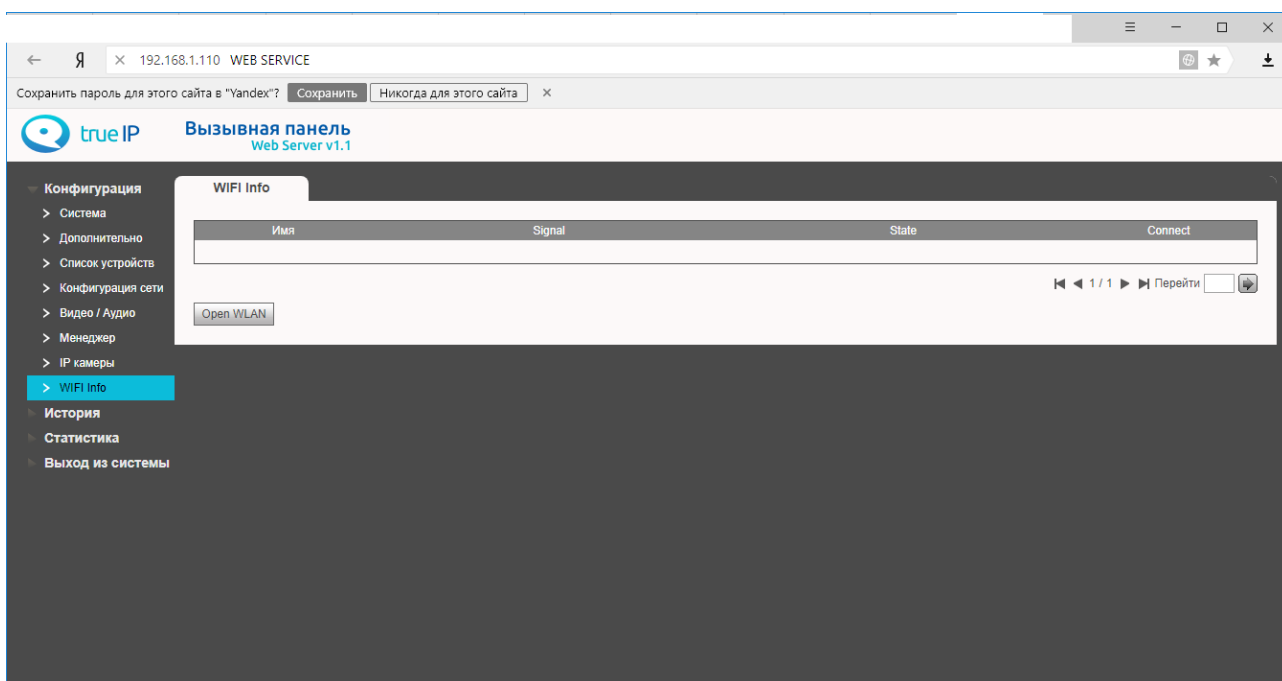 Я 192.168.1.110 WEB SERVICE
Сохранить пароль для этого сайта в "Yandex"? Сохранить Никогда для этого сайта
true IP Вызывная панель
Web Server v1.1
Конфигурация
Система
Дополнительно
Список устройств
Конфигурация сети
Видео / Аудио
Менеджер
IP камеры
WIFI Info
История
Статистика
Выход из системы
WIFI Info
Имя Signal State Connect
1 / 1 Перейти
Open WLAN